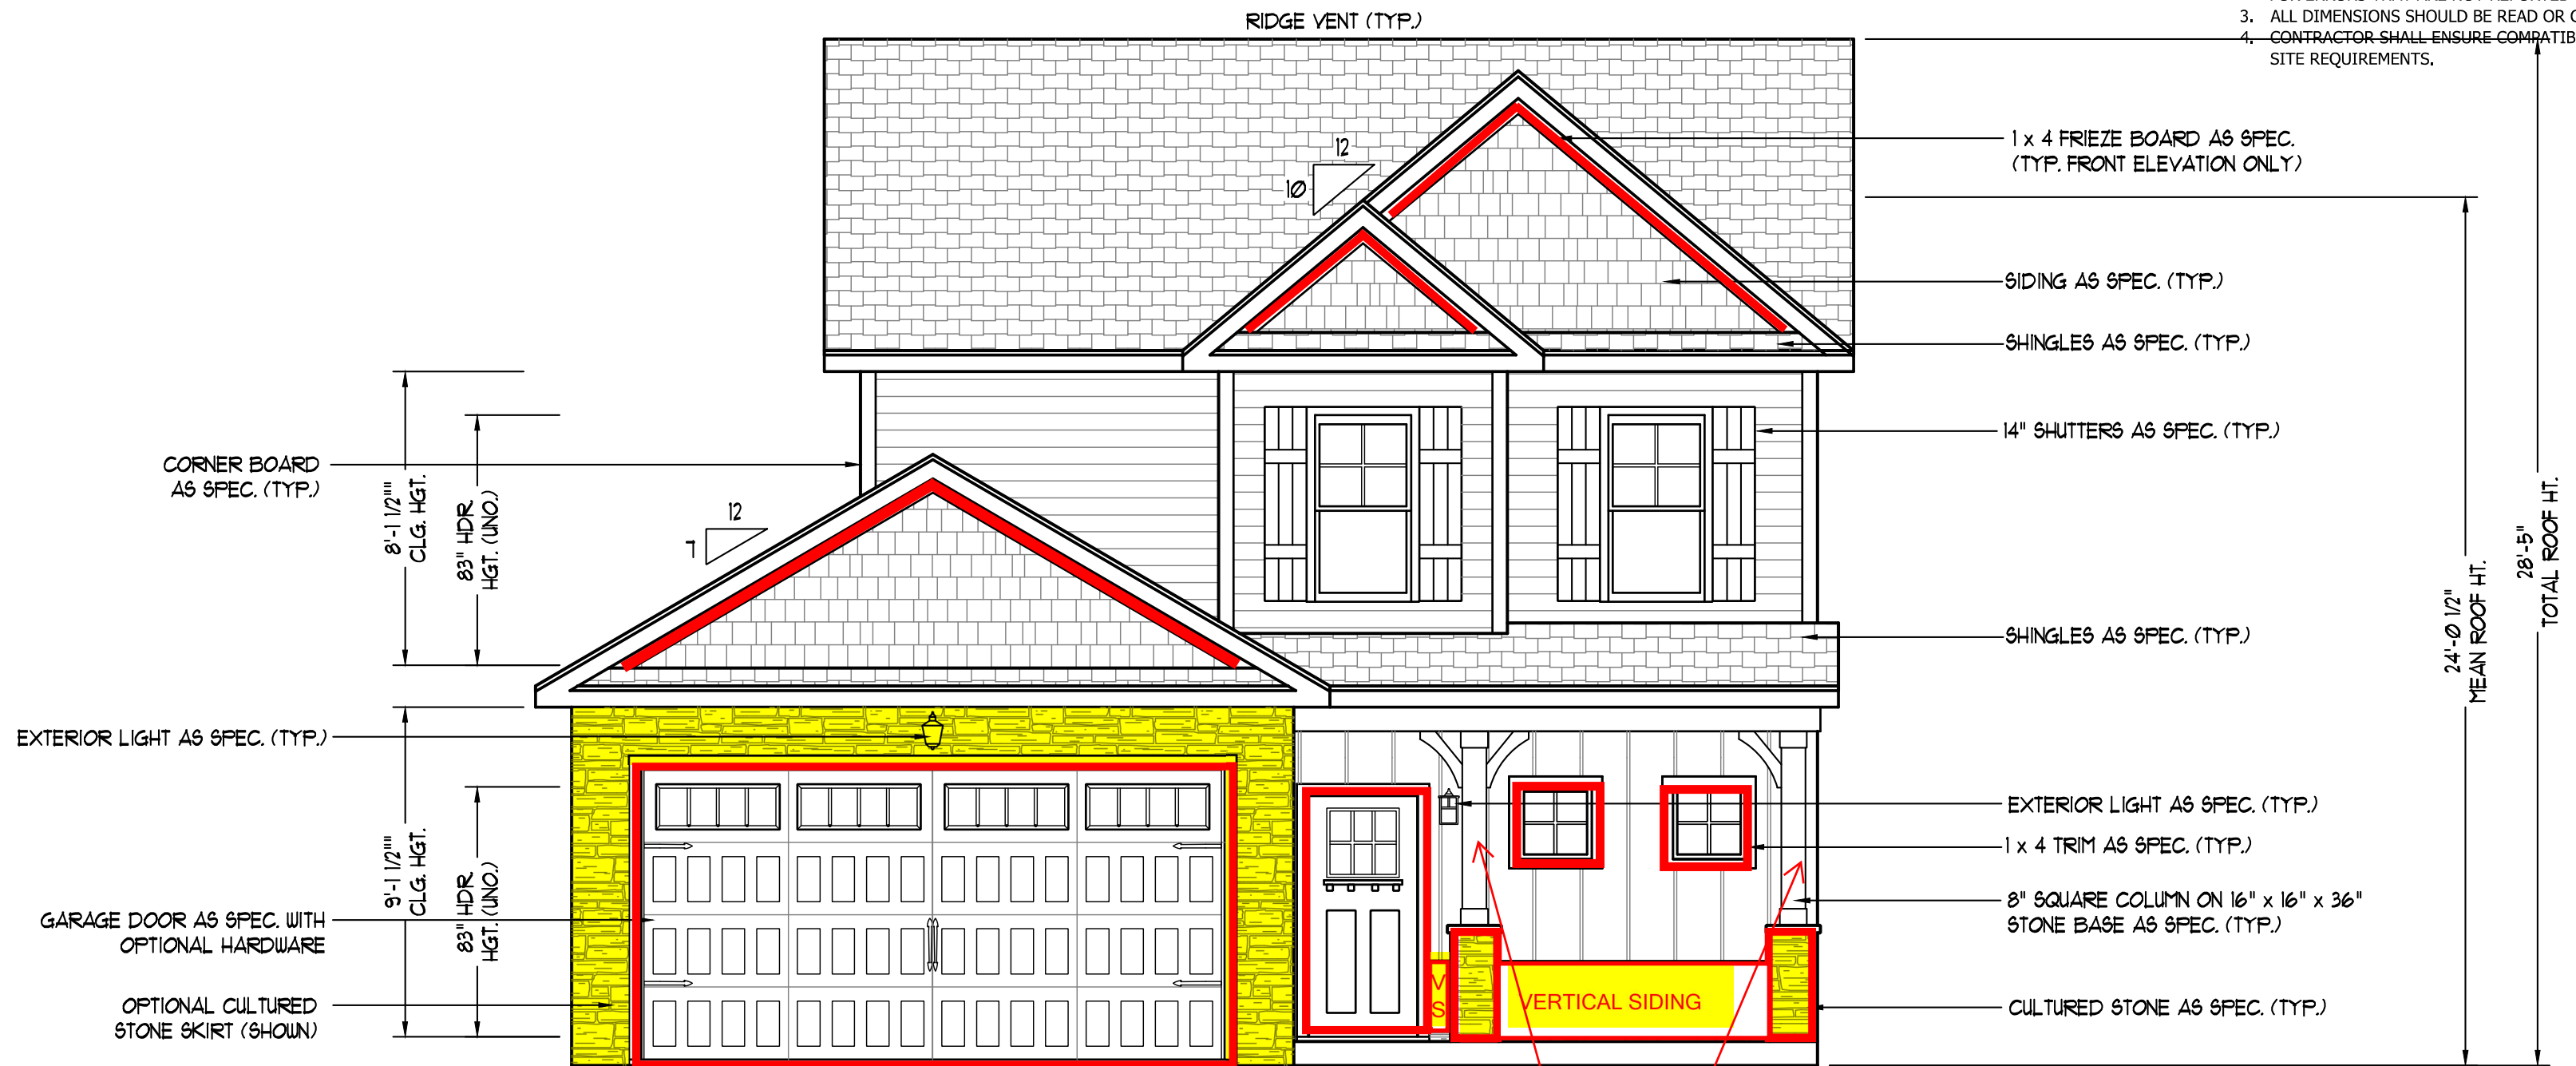 RIDGE VENT (TYP.)
3. ALL DIMENSIONS SHOULD BE READ OR
4. CONTRACTOR SHALL ENSURE COMPATIB
SITE REQUIREMENTS.
12
10
1 x 4 FRIEZE BOARD AS SPEC.
(TYP. FRONT ELEVATION ONLY)
SIDING AS SPEC. (TYP.)
SHINGLES AS SPEC. (TYP.)
14" SHUTTERS AS SPEC. (TYP.)
CORNER BOARD
AS SPEC. (TYP.)
8'-1 1/2""
CLG. HGT.
83" HDR
HGT. (UNO.)
12
7
24'-0 1/2"
MEAN ROOF HT.
28'-5"
TOTAL ROOF HT.
SHINGLES AS SPEC. (TYP.)
EXTERIOR LIGHT AS SPEC. (TYP.)
9'-1 1/2""
CLG. HGT.
83" HDR
HGT. (UNO.)
GARAGE DOOR AS SPEC. WITH
OPTIONAL HARDWARE
OPTIONAL CULTURED
STONE SKIRT (SHOWN)
EXTERIOR LIGHT AS SPEC. (TYP.)
1 x 4 TRIM AS SPEC. (TYP.)
8" SQUARE COLUMN ON 16" x 16" x 36"
STONE BASE AS SPEC. (TYP.)
V
S
VERTICAL SIDING
CULTURED STONE AS SPEC. (TYP.)